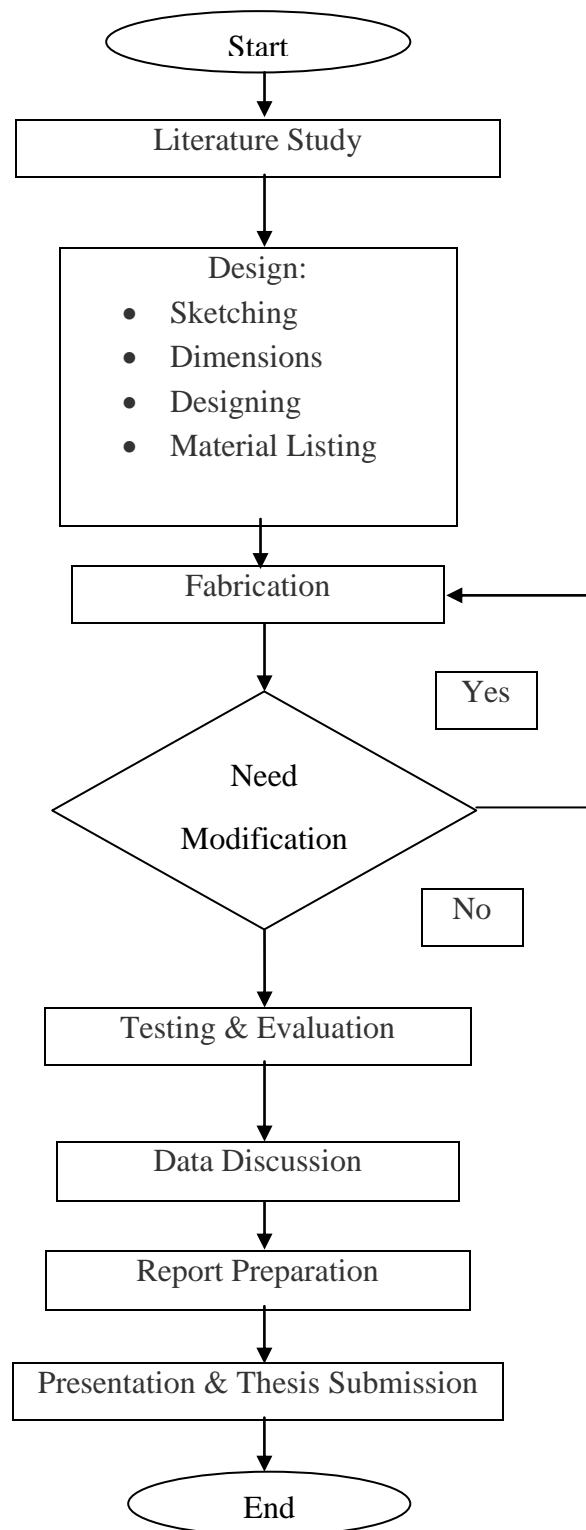 Start
Literature Study
Design:
• Sketching
• Dimensions
• Designing
• Material Listing
Fabrication
Yes
Need
Modification
No
Testing & Evaluation
Data Discussion
Report Preparation
Presentation & Thesis Submission
End